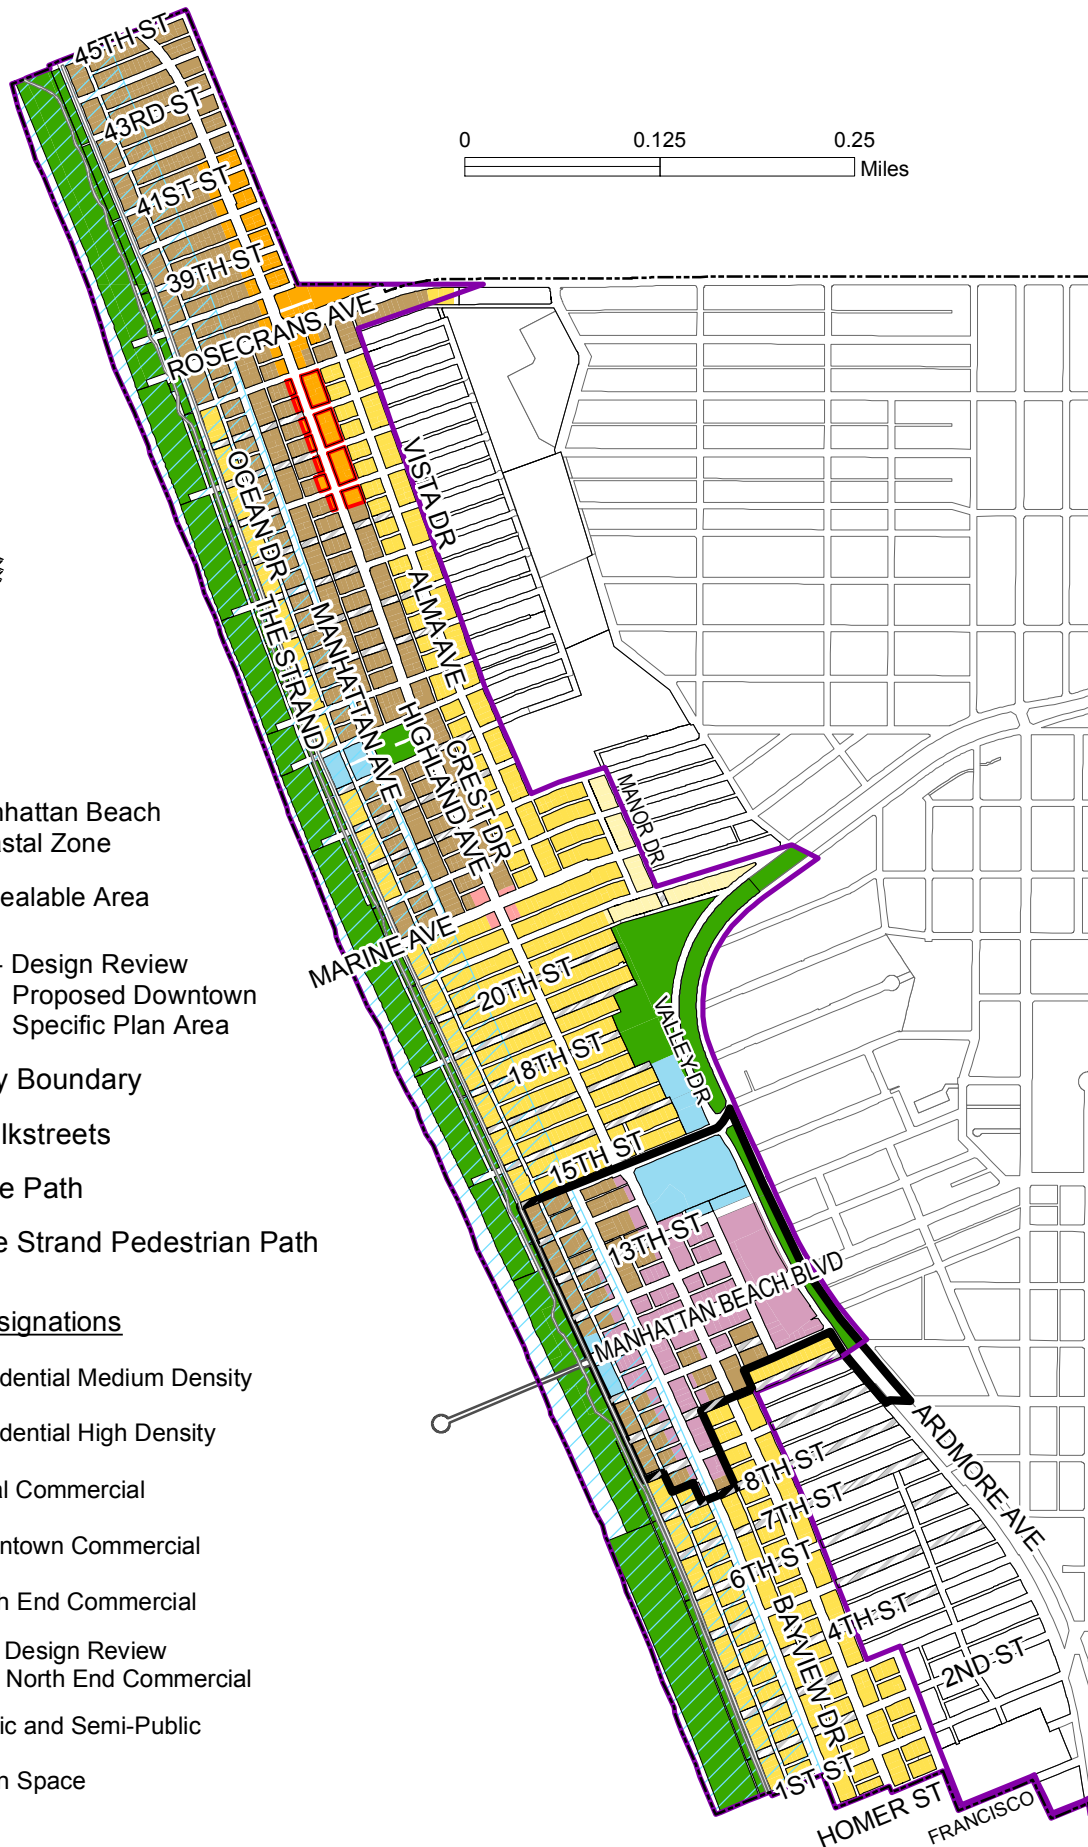 45TH ST
43RD ST
41ST ST
39TH ST
ROSECRANS AVE
0 0.125 0.25
Miles
VISTA DR
OCEAN DR
THE STRAND
MANHATTAN AVE
ALMA AVE
HIGHLAND AVE
CREST DR
MANOR DR
MARINE AVE
20TH ST
18TH ST
VALLEY DR
15TH ST
13TH ST
MANHATTAN BEACH BLVD
ARDMORE AVE
8TH ST
7TH ST
6TH ST
4TH ST
BAYVIEW DR
2ND ST
1ST ST
HOMER ST
FRANCISCO
nhattan Beach
astal Zone
ealable Area
- Design Review
Proposed Downtown
Specific Plan Area
y Boundary
lkstreets
e Path
e Strand Pedestrian Path
signations
dential Medium Density
dential High Density
al Commercial
ntown Commercial
h End Commercial
Design Review
North End Commercial
ic and Semi-Public
n Space